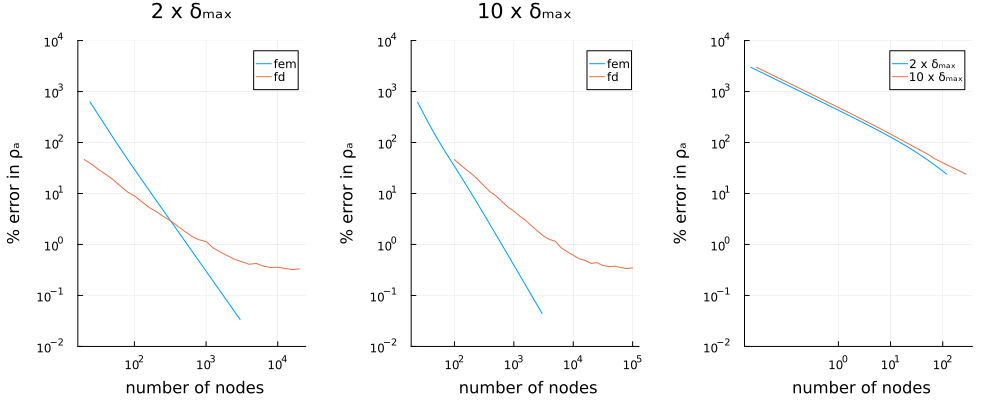 2 x δₘₐₓ
10 x δₘₐₓ
% error in ρₐ
10⁴
10³
10²
10¹
10⁰
10⁻¹
10⁻²
fem
fd
10²
10³
10⁴
number of nodes
% error in ρₐ
10⁴
10³
10²
10¹
10⁰
10⁻¹
10⁻²
fem
fd
10²
10³
10⁴
10⁵
number of nodes
% error in ρₐ
10⁴
10³
10²
10¹
10⁰
10⁻¹
10⁻²
2 x δₘₐₓ
10 x δₘₐₓ
10⁰
10¹
10²
number of nodes